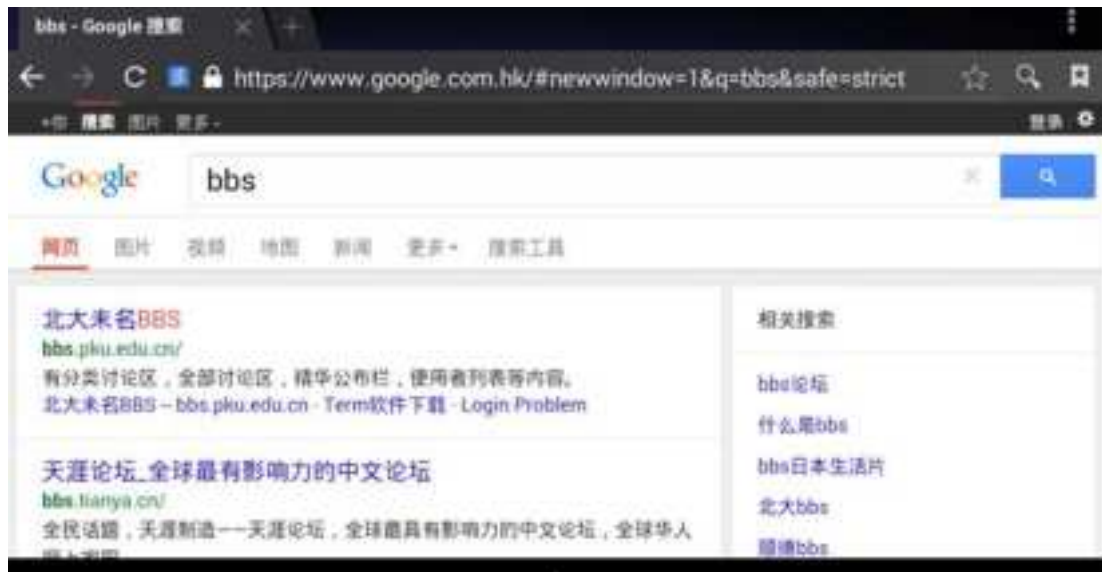 bbs - Google 搜索
https://www.google.com.hk/#newwindow=1&q=bbs&safe=strict
+你 搜索 图片 更多
登录
Google
bbs
网页 图片 视频 地图 新闻 更多 搜索工具
北大未名BBS
bbs.pku.edu.cn/
有分类讨论区，全部讨论区，精华公布栏，使用者列表等内容。
北大未名BBS – bbs.pku.edu.cn - Term软件下载 - Login Problem
天涯论坛_全球最有影响力的中文论坛
bbs.tianya.cn/
全民话题，天涯制造——天涯论坛，全球最具有影响力的中文论坛，全球华人
相关搜索
bbs论坛
什么是bbs
bbs日本生活片
北大bbs
顺德bbs